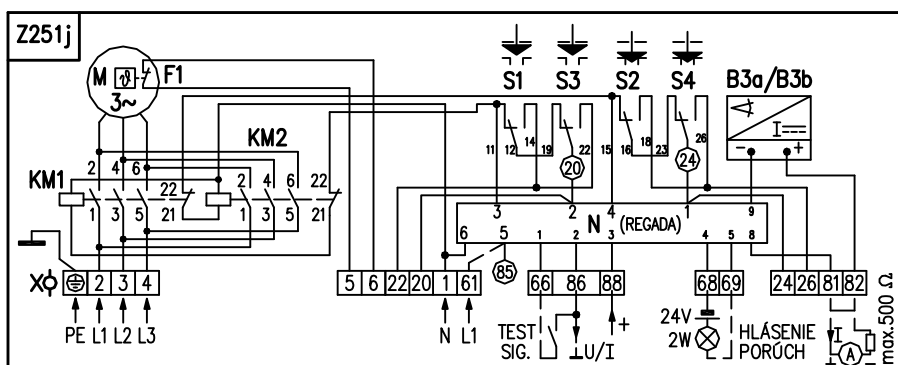 Z251j
M ϑ F1
3~
KM2
KM1
2 4 6
22
21
1 3 5
2 4 6 22
1 3 5 21
S1 S3 S2 S4 B3a/B3b
I
- +
11 12 14 19 22 15 16 18 23 26
20
24
3 2 4 1 9
N (REGADA)
6 5 1 2 3 4 5 8
85
X
2 3 4
5 6 22 20 1 61
66 86 88
68 69
24 26 81 82
PE L1 L2 L3
N L1
TEST
SIG.
U/I
+
24V
2W
HLÁSENIE
PORÚCH
I
A
max.500 Ω